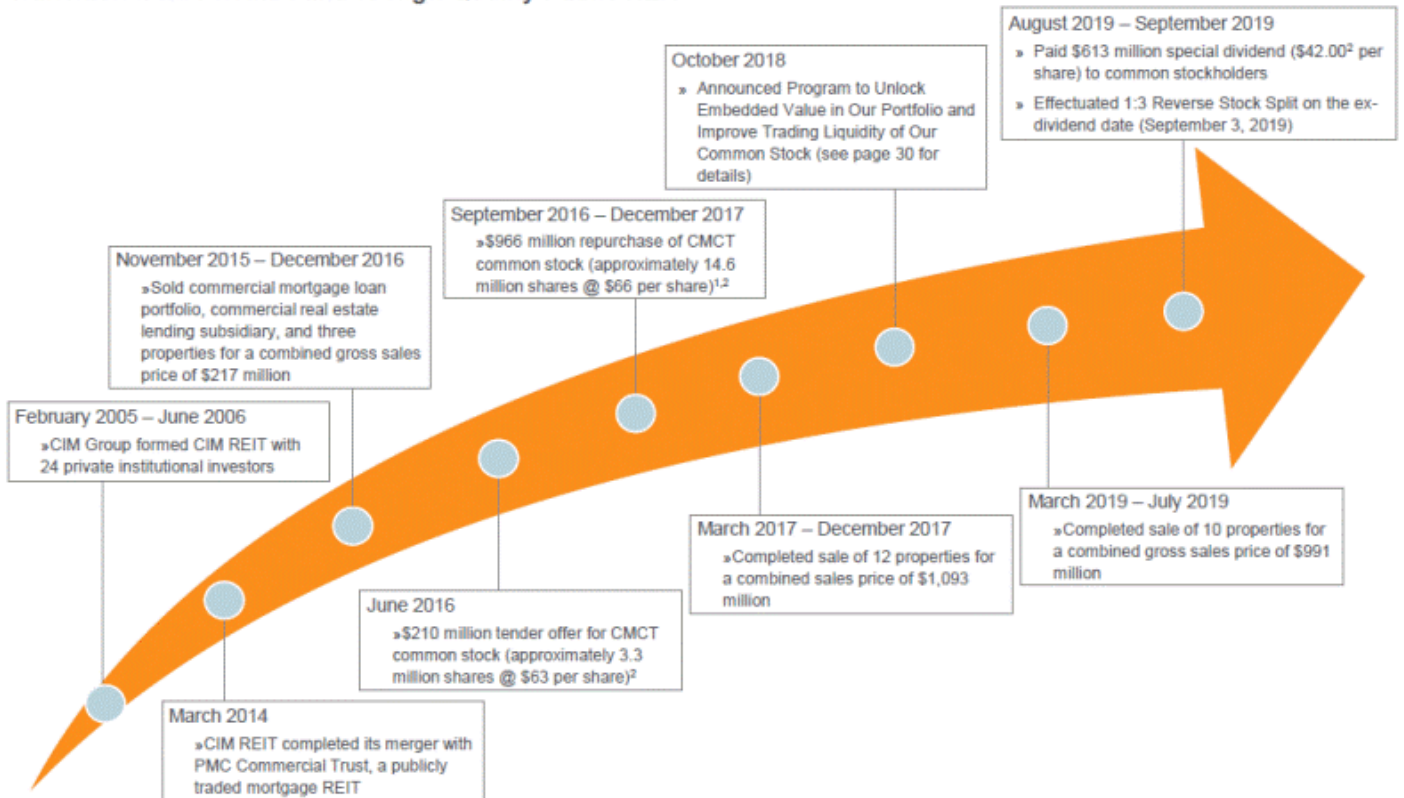 August 2019 – September 2019
» Paid $613 million special dividend ($42.00² per
share) to common stockholders
» Effectuated 1:3 Reverse Stock Split on the ex-
dividend date (September 3, 2019)
October 2018
» Announced Program to Unlock
Embedded Value in Our Portfolio and
Improve Trading Liquidity of Our
Common Stock (see page 30 for
details)
September 2016 – December 2017
»$966 million repurchase of CMCT
common stock (approximately 14.6
million shares @ $66 per share)¹,²
November 2015 – December 2016
»Sold commercial mortgage loan
portfolio, commercial real estate
lending subsidiary, and three
properties for a combined gross sales
price of $217 million
February 2005 – June 2006
»CIM Group formed CIM REIT with
24 private institutional investors
March 2019 – July 2019
»Completed sale of 10 properties for
a combined gross sales price of $991
million
March 2017 – December 2017
»Completed sale of 12 properties for
a combined sales price of $1,093
million
June 2016
»$210 million tender offer for CMCT
common stock (approximately 3.3
million shares @ $63 per share)²
March 2014
»CIM REIT completed its merger with
PMC Commercial Trust, a publicly
traded mortgage REIT